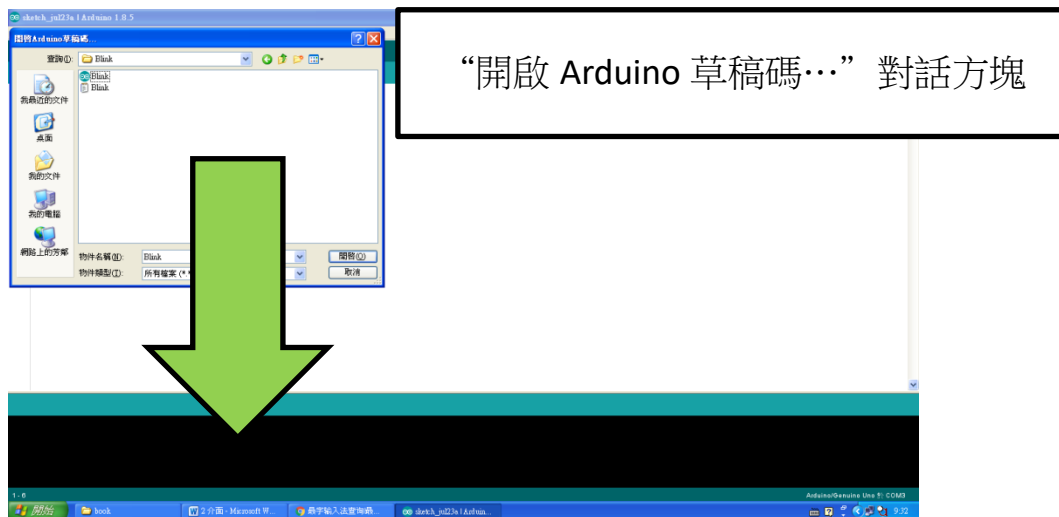 sketch_jul23a | Arduino 1.8.5
開啓Arduino草稿碼...
“開啟 Arduino 草稿碼…”對話方塊
查詢(I):
Blink
Blink
Blink
我最近的文件
桌面
我的文件
我的電腦
網路上的芳鄰
物件名稱(N):
Blink
開啓(O)
物件類型(T):
所有檔案 (*.
取消
1 - 6
Arduino/Genuino Uno 於 COM3
開始
book
2 介面 - Microsoft W...
sketch_jul23a | Arduin...
9:32